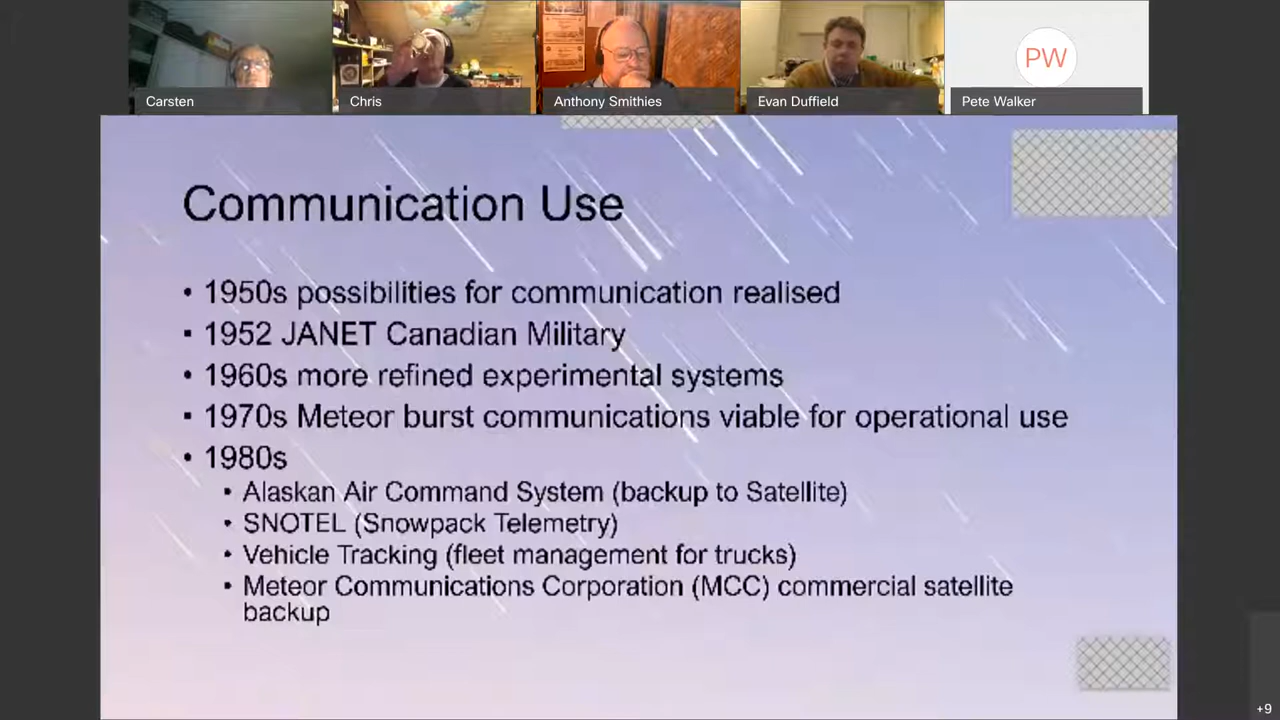 Carsten
Chris
Anthony Smithies
Evan Duffield
PW
Pete Walker
Communication Use
• 1950s possibilities for communication realised
• 1952 JANET Canadian Military
• 1960s more refined experimental systems
• 1970s Meteor burst communications viable for operational use
• 1980s
• Alaskan Air Command System (backup to Satellite)
• SNOTEL (Snowpack Telemetry)
• Vehicle Tracking (fleet management for trucks)
• Meteor Communications Corporation (MCC) commercial satellite
backup
+9